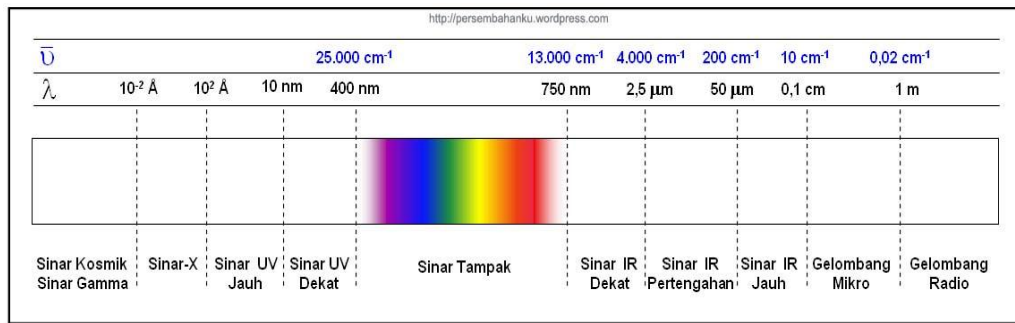 http://persembahanku.wordpress.com
ῡ 25.000 cm⁻¹ 13.000 cm⁻¹ 4.000 cm⁻¹ 200 cm⁻¹ 10 cm⁻¹ 0,02 cm⁻¹
λ 10⁻² Å 10² Å 10 nm 400 nm 750 nm 2,5 μm 50 μm 0,1 cm 1 m
Sinar Kosmik Sinar-X Sinar UV Sinar UV Sinar Tampak Sinar IR Sinar IR Sinar IR Gelombang Gelombang
Sinar Gamma Jauh Dekat Dekat Pertengahan Jauh Mikro Radio